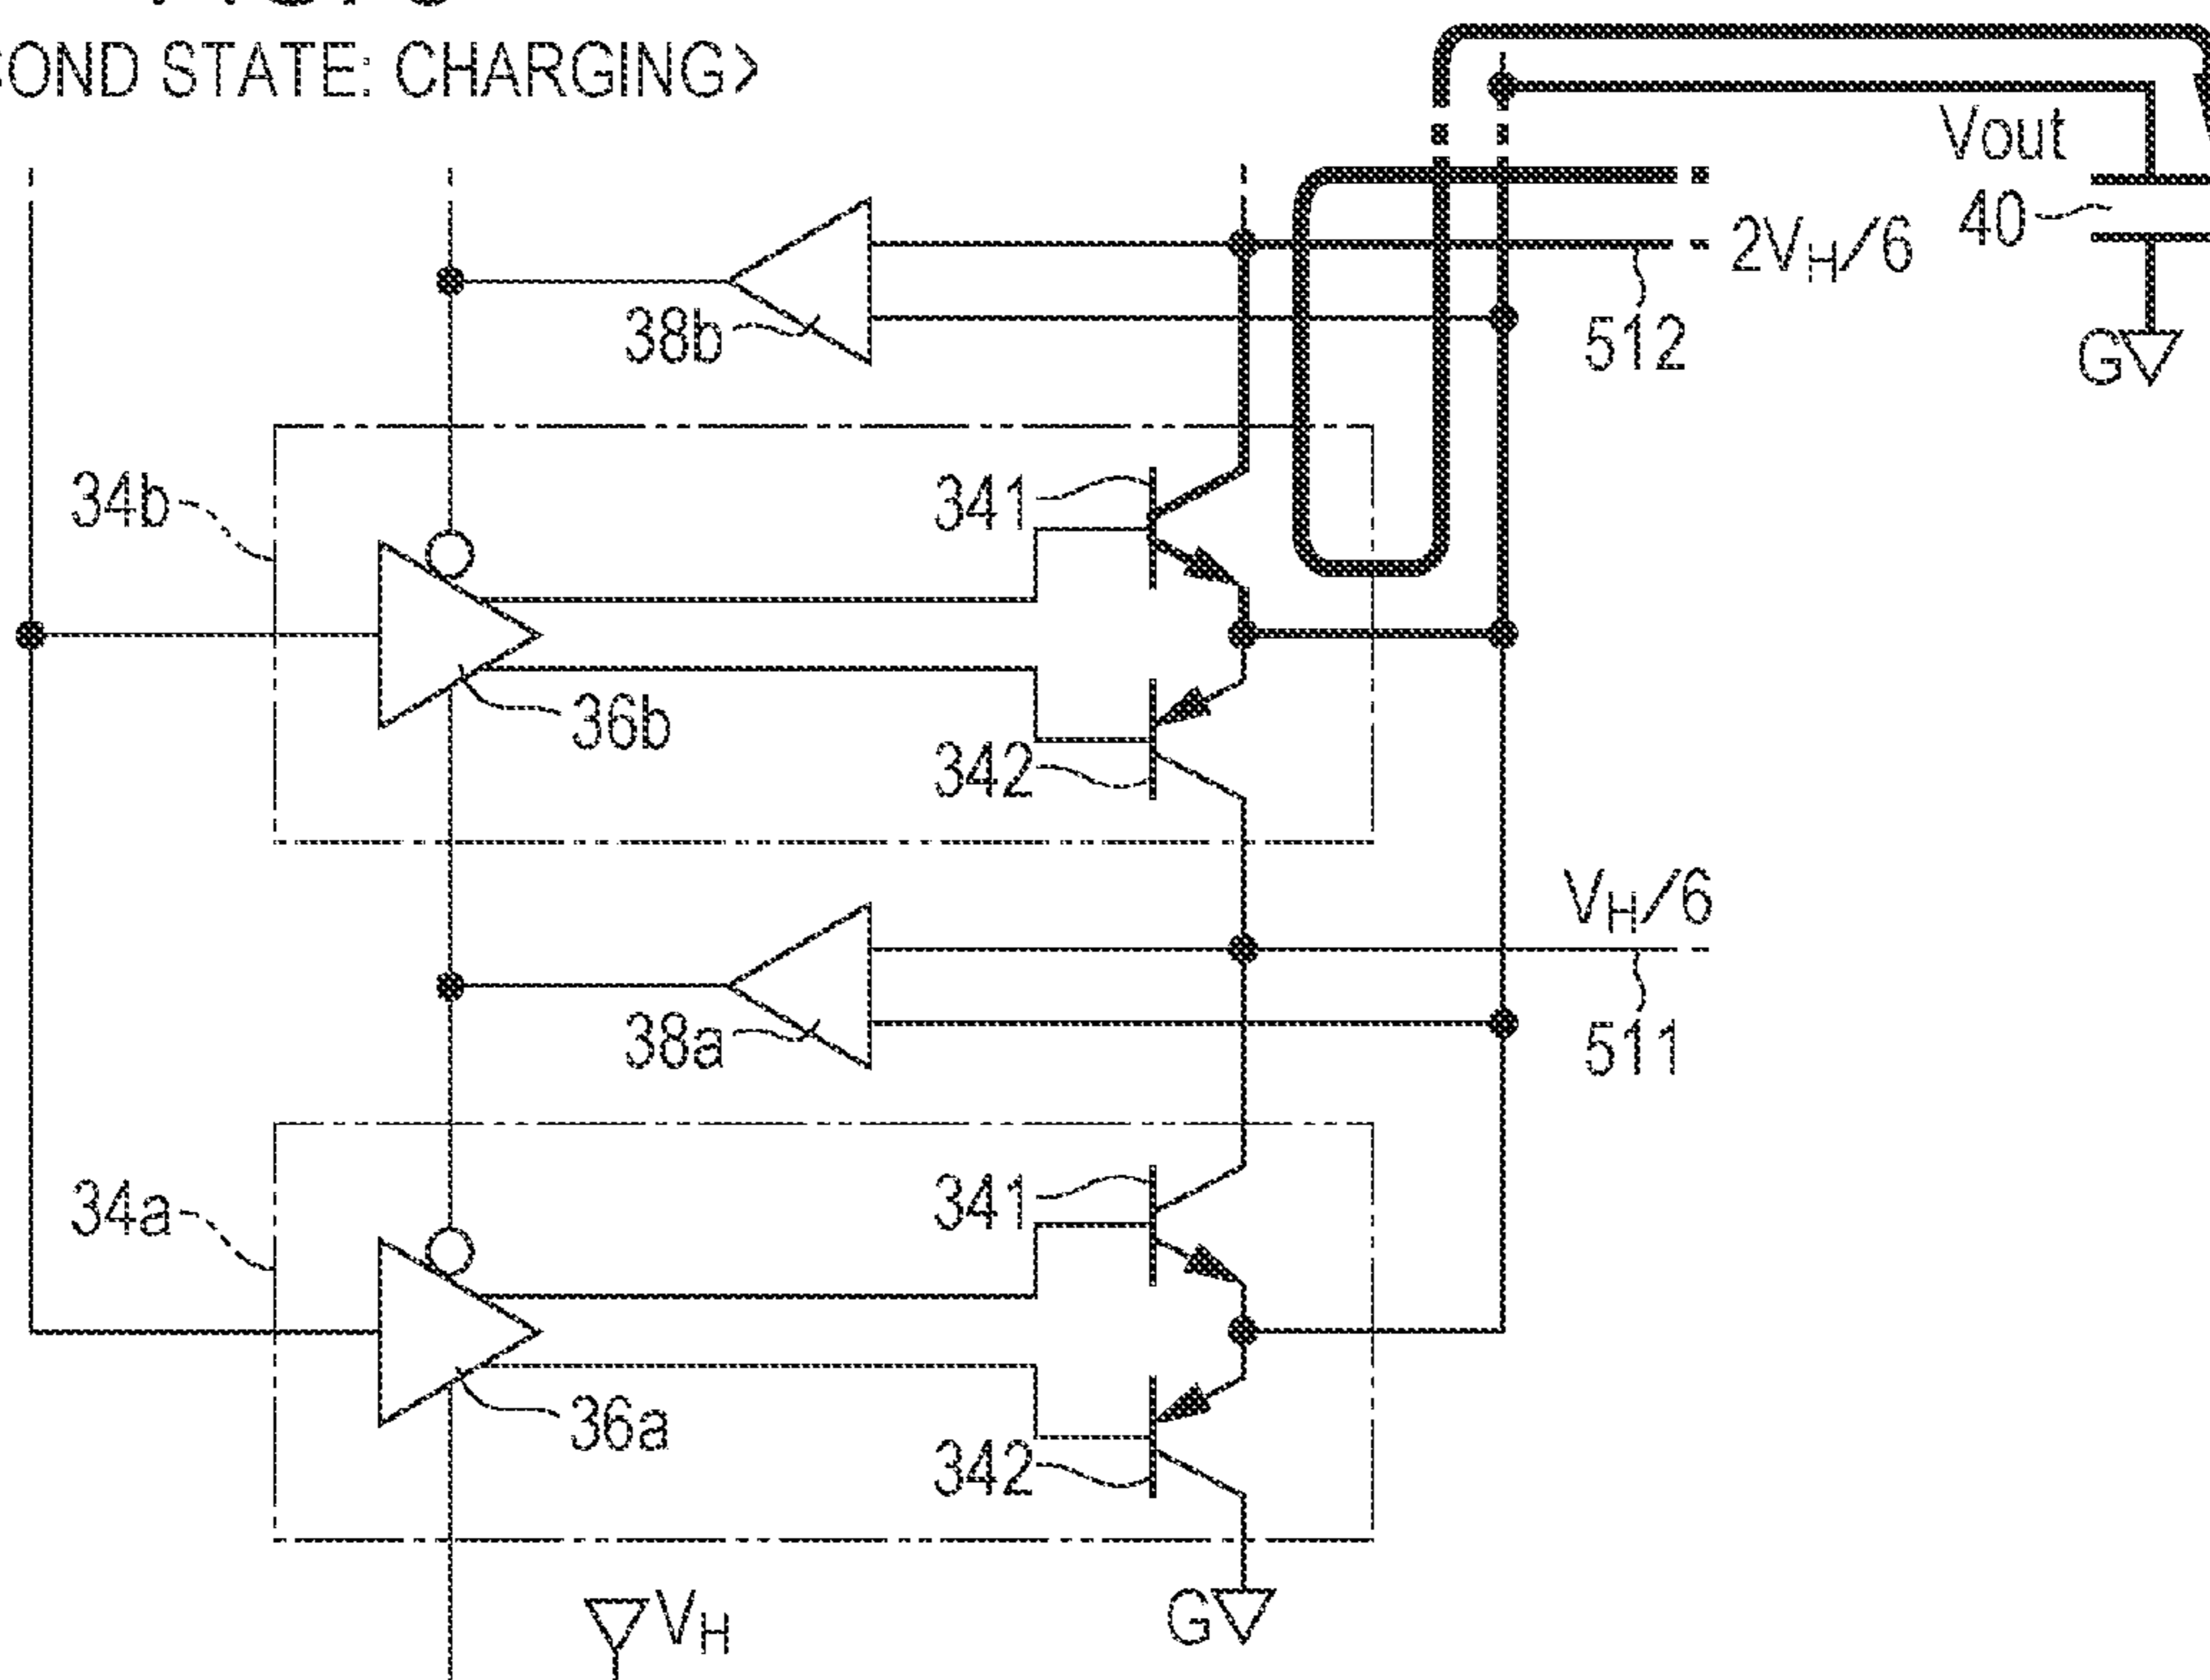 OND STATE: CHARGING>
Vout
40
2VH/6
G
38b
512
34b
341
36b
342
VH/6
38a
511
34a
341
36a
342
G
VH